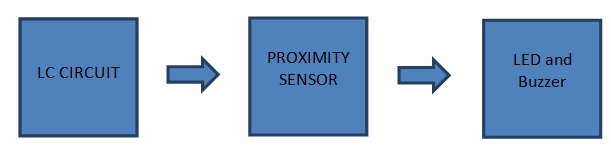 LC CIRCUIT
PROXIMITY
SENSOR
LED and
Buzzer